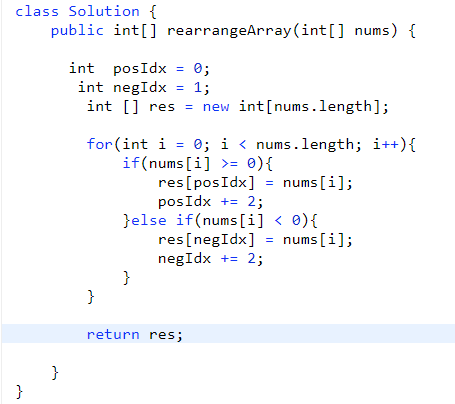 class Solution {
    public int[] rearrangeArray(int[] nums) {
      int  posIdx = 0;
       int negIdx = 1;
        int [] res = new int[nums.length];
        for(int i = 0; i < nums.length; i++){
            if(nums[i] >= 0){
                res[posIdx] = nums[i];
                posIdx += 2;
            }else if(nums[i] < 0){
                res[negIdx] = nums[i];
                negIdx += 2;
            }
        }
        return res;
    }
}